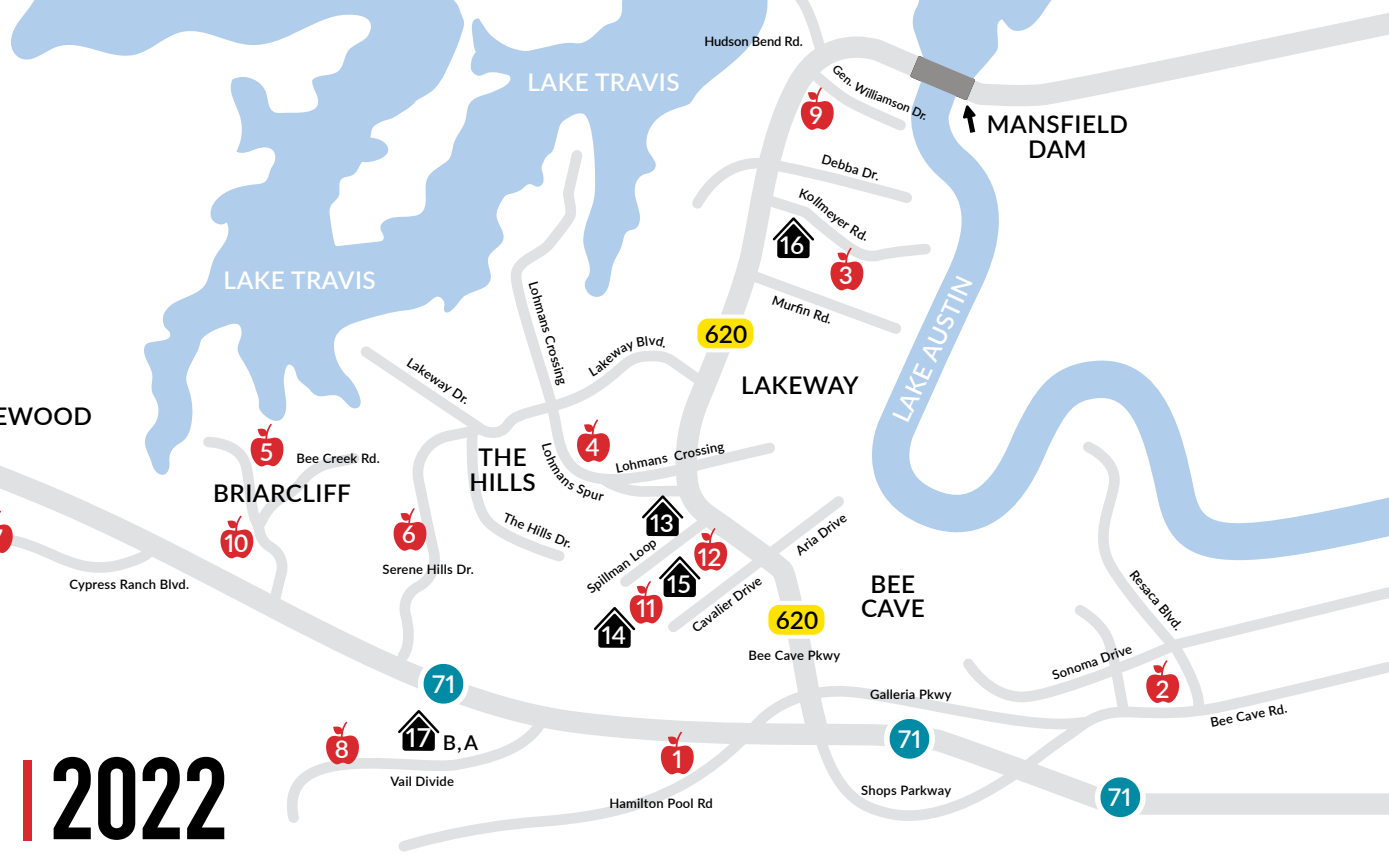 Hudson Bend Rd.
LAKE TRAVIS
Gen. Williamson Dr.
9
MANSFIELD
DAM
Debba Dr.
Kollmeyer Rd.
16
3
LAKE TRAVIS
Lohmans Crossing
Murfin Rd.
620
LAKE AUSTIN
Lakeway Blvd.
Lakeway Dr.
LAKEWAY
EWOOD
5
Bee Creek Rd.
4
THE
HILLS
Lohmans Spur
Lohmans Crossing
BRIARCLIFF
10
6
The Hills Dr.
13
12
Aria Drive
Serene Hills Dr.
Spillman Loop
15
Cypress Ranch Blvd.
11
Cavalier Drive
BEE
CAVE
14
620
Resaca Blvd.
Bee Cave Pkwy
Sonoma Drive
71
2
Galleria Pkwy
Bee Cave Rd.
17
B,A
8
1
71
Vail Divide
Shops Parkway
71
Hamilton Pool Rd
2022